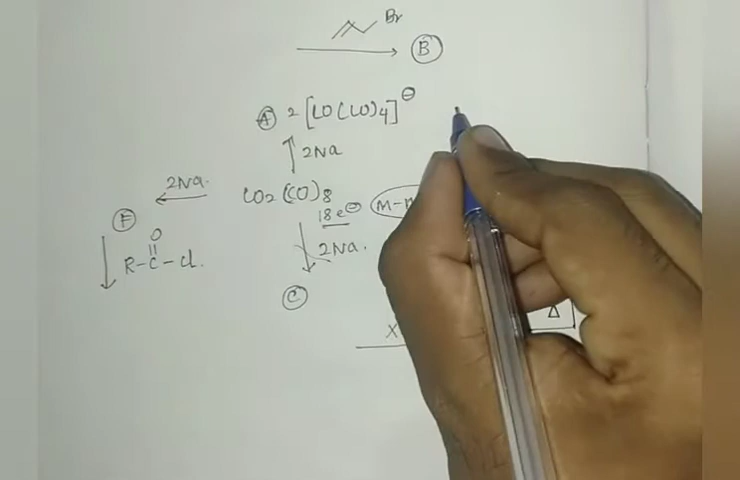 Br
B
A 2[Co(Co)4]⊖
2Na
2Na.
Co2(Co)8
18e⊖
M-
F
O
R-C-Cl.
2Na.
C
Δ
X